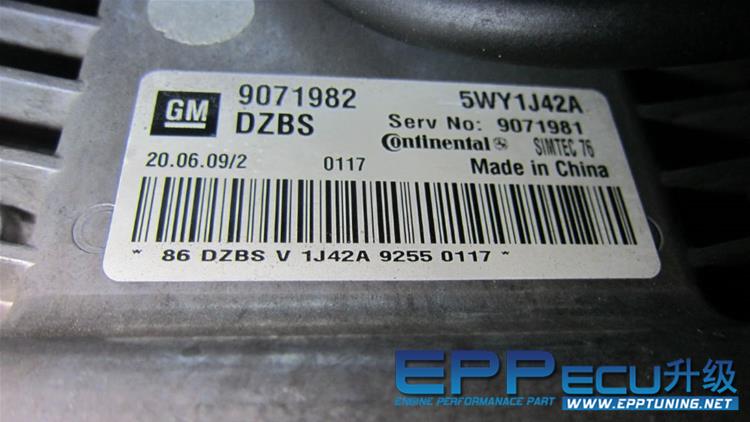 GM 9071982 5WY1J42A
DZBS Serv No: 9071981
Continental SIMTEC 76
20.06.09/2 0117 Made in China
* 86 DZBS V 1J42A 9255 0117 *
EPP ECU升级
ENGINE PERFORMANACE PART WWW.EPPTUNING.NET